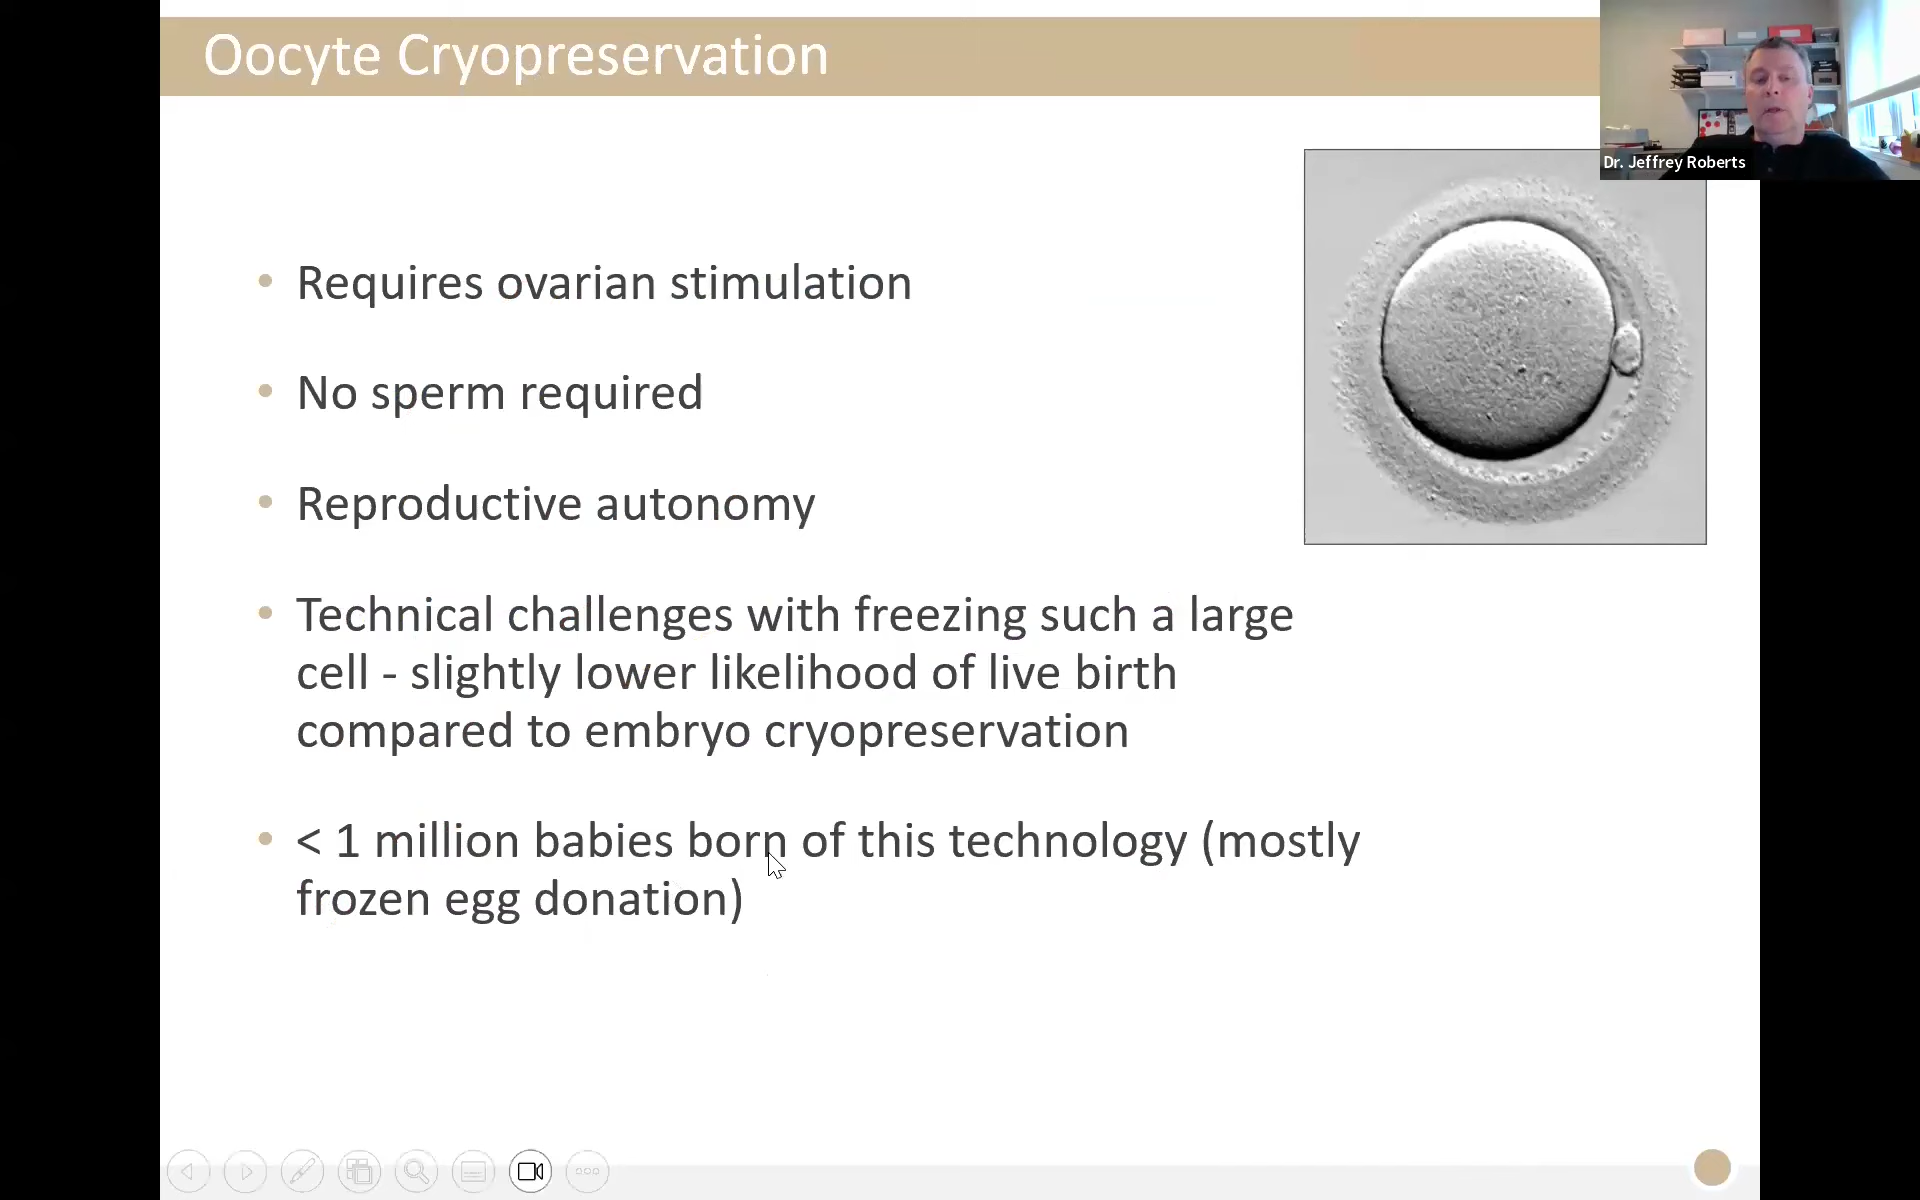 Oocyte Cryopreservation
Dr. Jeffrey Roberts
• Requires ovarian stimulation
• No sperm required
• Reproductive autonomy
• Technical challenges with freezing such a large
cell - slightly lower likelihood of live birth
compared to embryo cryopreservation
• < 1 million babies born of this technology (mostly
frozen egg donation)